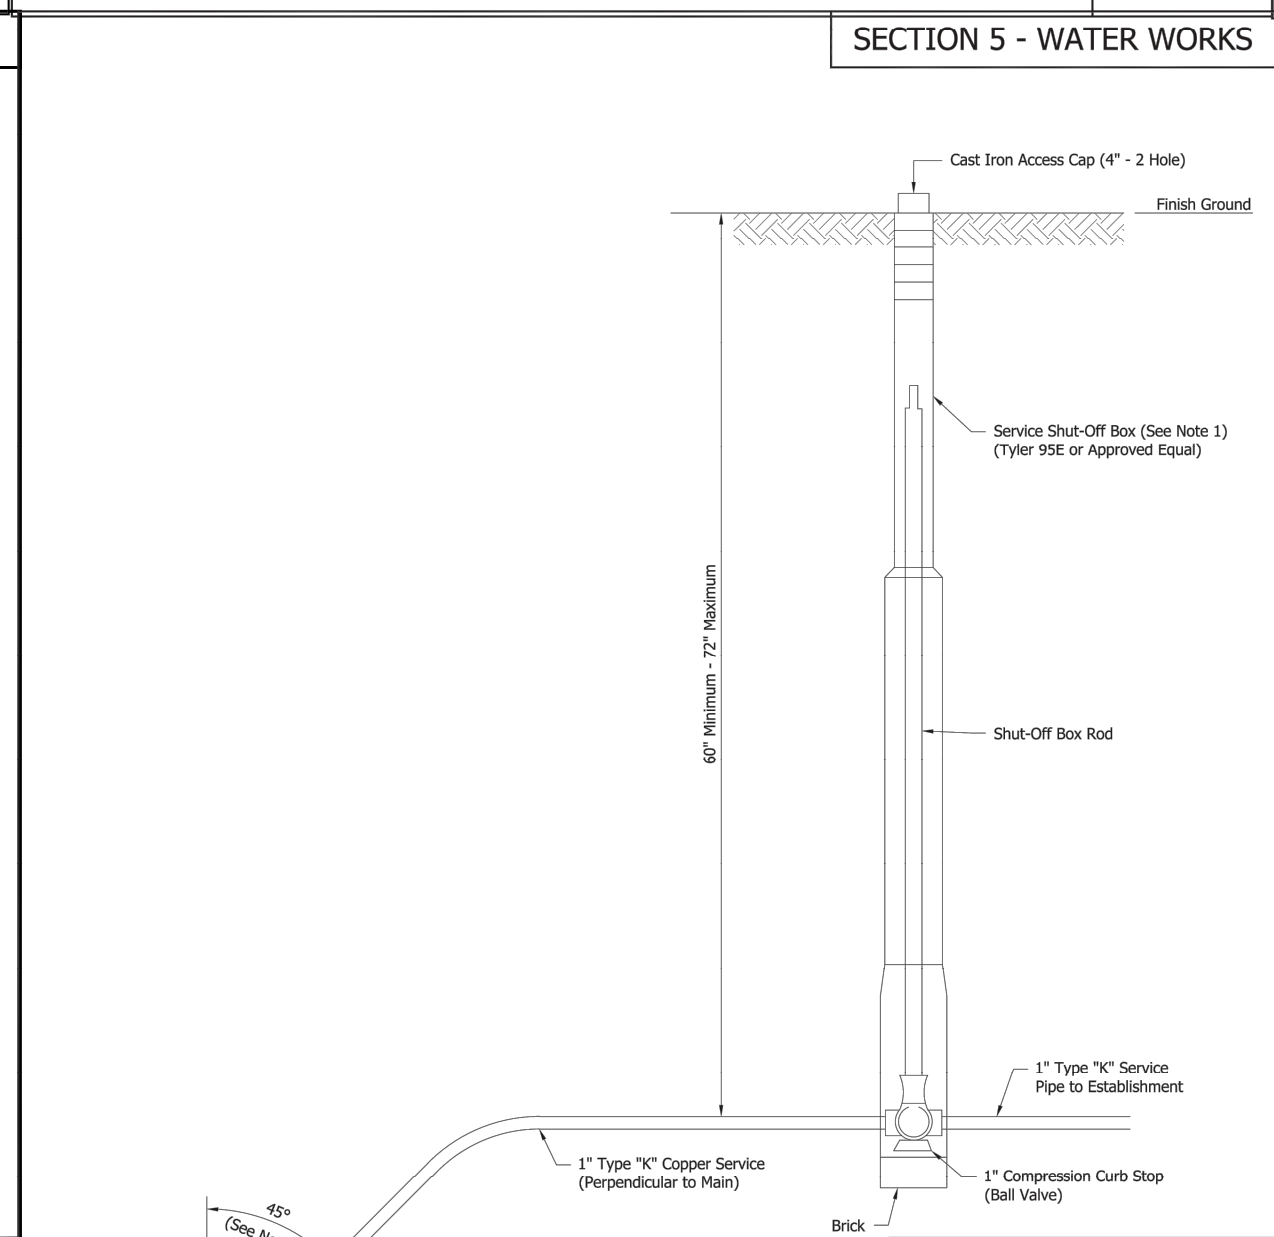 SECTION 5 - WATER WORKS
Cast Iron Access Cap (4" - 2 Hole)
Finish Ground
Service Shut-Off Box (See Note 1)
(Tyler 95E or Approved Equal)
60" Minimum - 72" Maximum
Shut-Off Box Rod
1" Type "K" Service
Pipe to Establishment
1" Type "K" Copper Service
(Perpendicular to Main)
1" Compression Curb Stop
(Ball Valve)
45°
(See
Brick